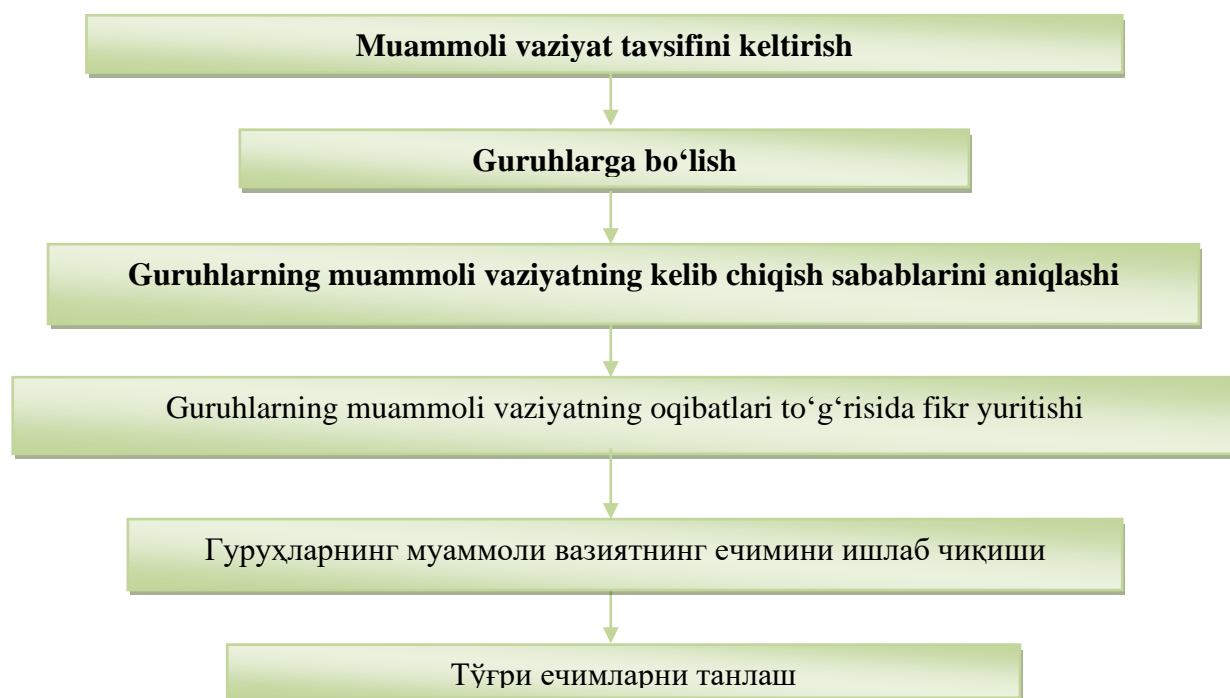 Muammoli vaziyat tavsifini keltirish
Guruhlarga bo‘lish
Guruhlarning muammoli vaziyatning kelib chiqish sabablarini aniqlashi
Guruhlarning muammoli vaziyatning oqibatlari to‘g‘risida fikr yuritishi
Гуруҳларнинг муаммоли вазиятнинг ечимини ишлаб чиқиши
Тўғри ечимларни танлаш